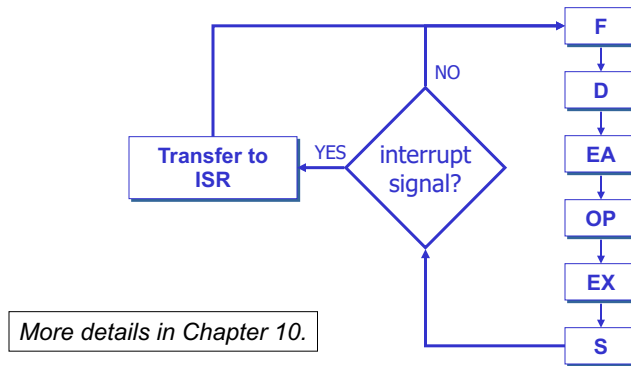 F
NO
D
Transfer to
ISR
YES
interrupt
signal?
EA
OP
EX
S
More details in Chapter 10.